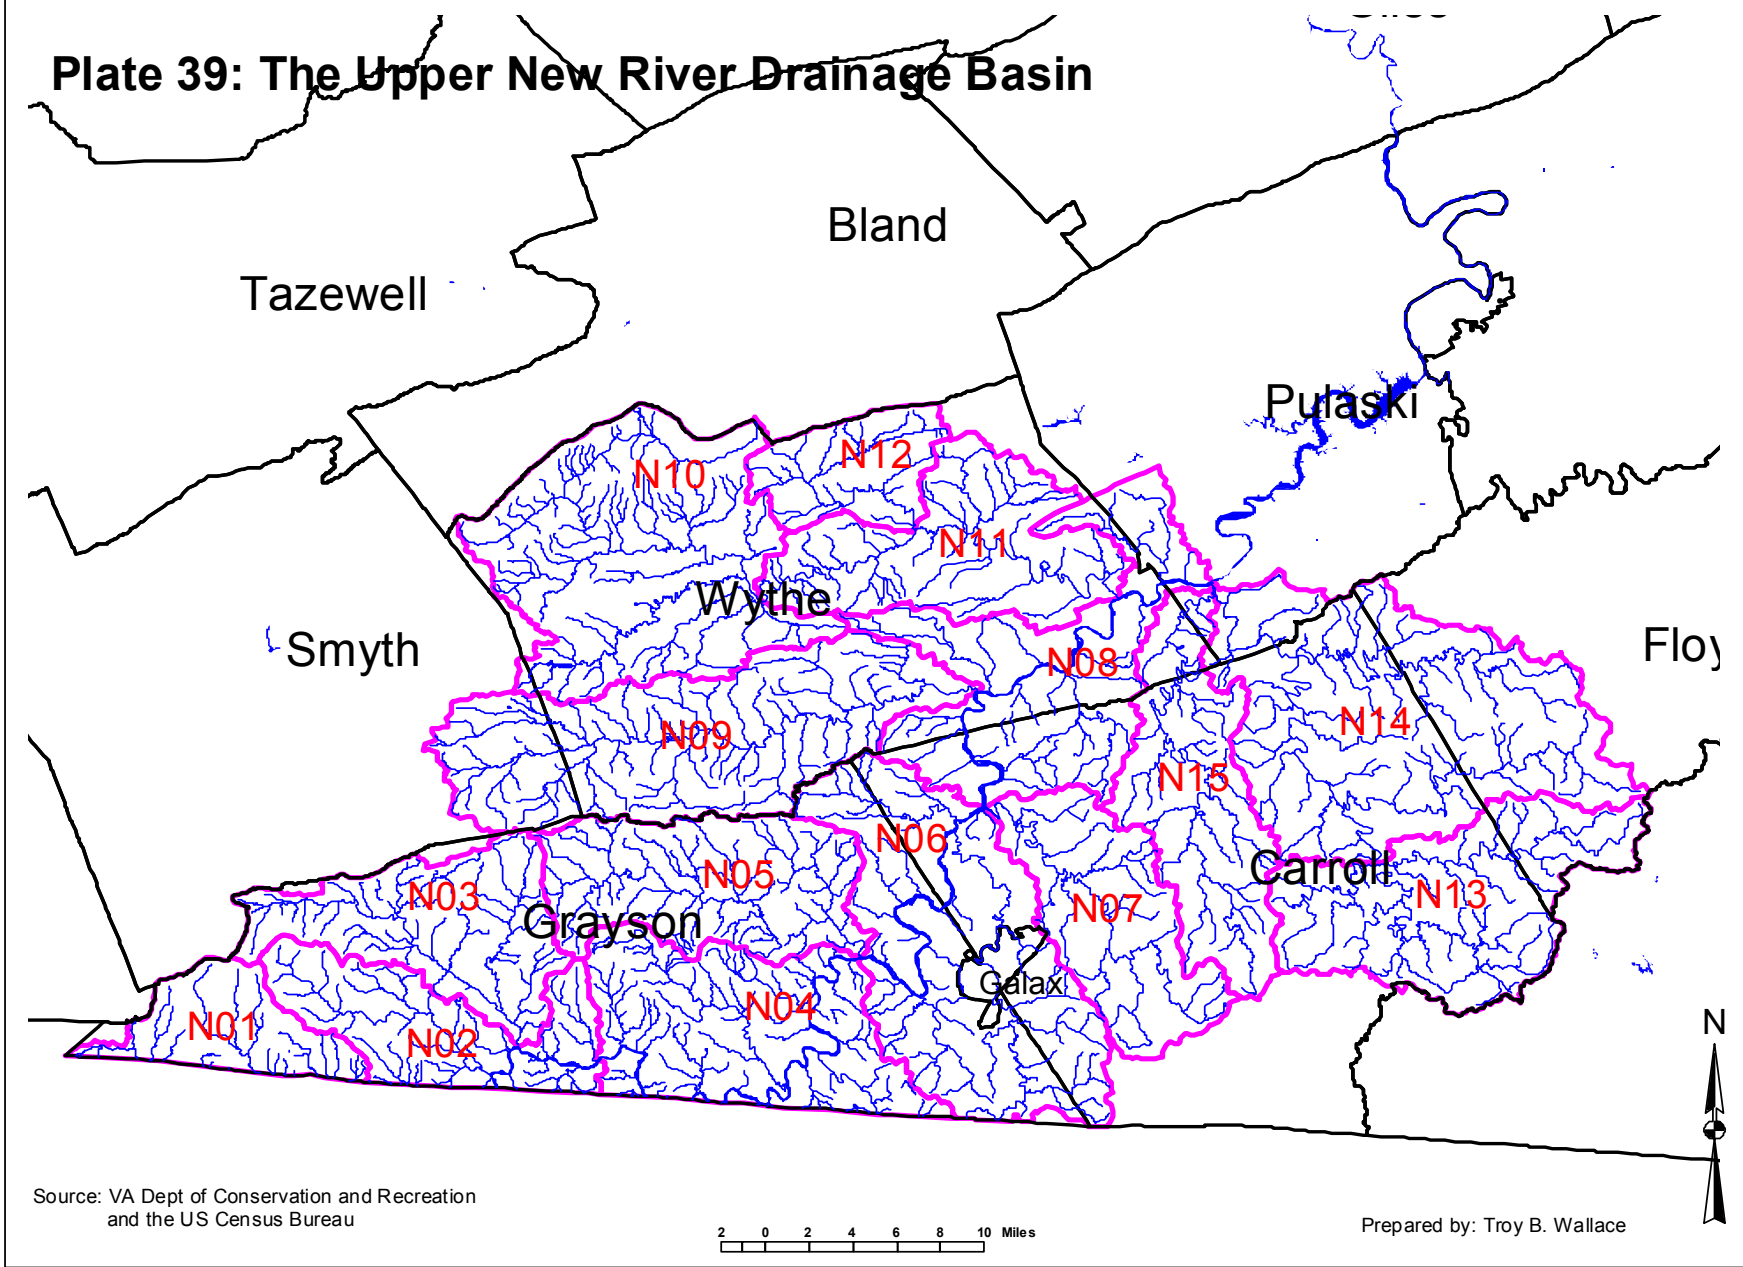 Plate 39: The Upper New River Drainage Basin
Bland
Tazewell
Pulaski
N12
N10
N11
Wythe
Smyth
Floy
N08
N14
N09
N15
N06
Carroll
N05
N03
N13
N07
Grayson
Galax
N04
N01
N02
N
Source: VA Dept of Conservation and Recreation
and the US Census Bureau
2 0 2 4 6 8 10 Miles
Prepared by: Troy B. Wallace